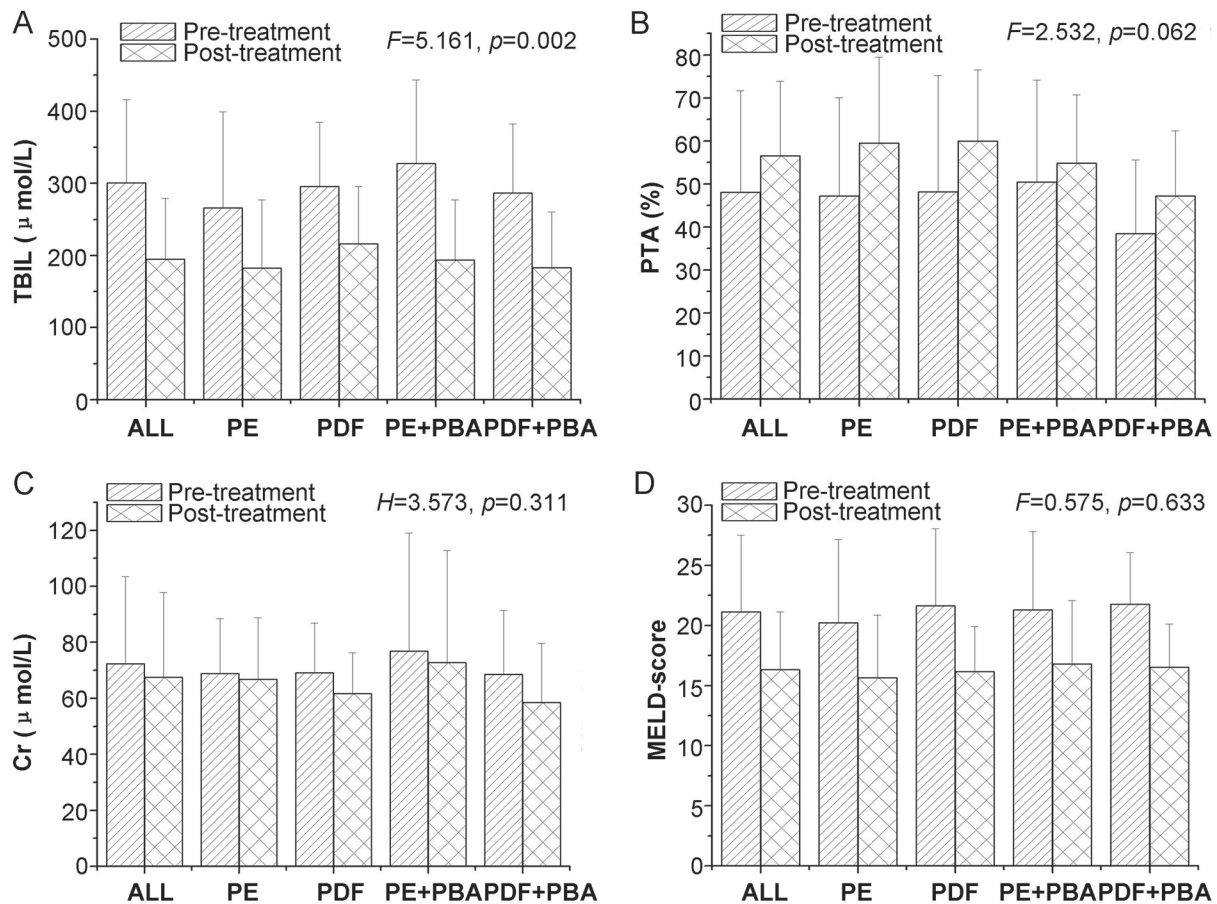 A
Pre-treatment
Post-treatment
F=5.161, p=0.002
TBIL ( μ mol/L)
500
400
300
200
100
0
ALL PE PDF PE+PBA PDF+PBA
B
Pre-treatment
Post-treatment
F=2.532, p=0.062
PTA (%)
80
70
60
50
40
30
20
10
0
ALL PE PDF PE+PBA PDF+PBA
C
Pre-treatment
Post-treatment
H=3.573, p=0.311
Cr ( μ mol/L)
120
100
80
60
40
20
0
ALL PE PDF PE+PBA PDF+PBA
D
Pre-treatment
Post-treatment
F=0.575, p=0.633
MELD-score
30
25
20
15
10
5
0
ALL PE PDF PE+PBA PDF+PBA